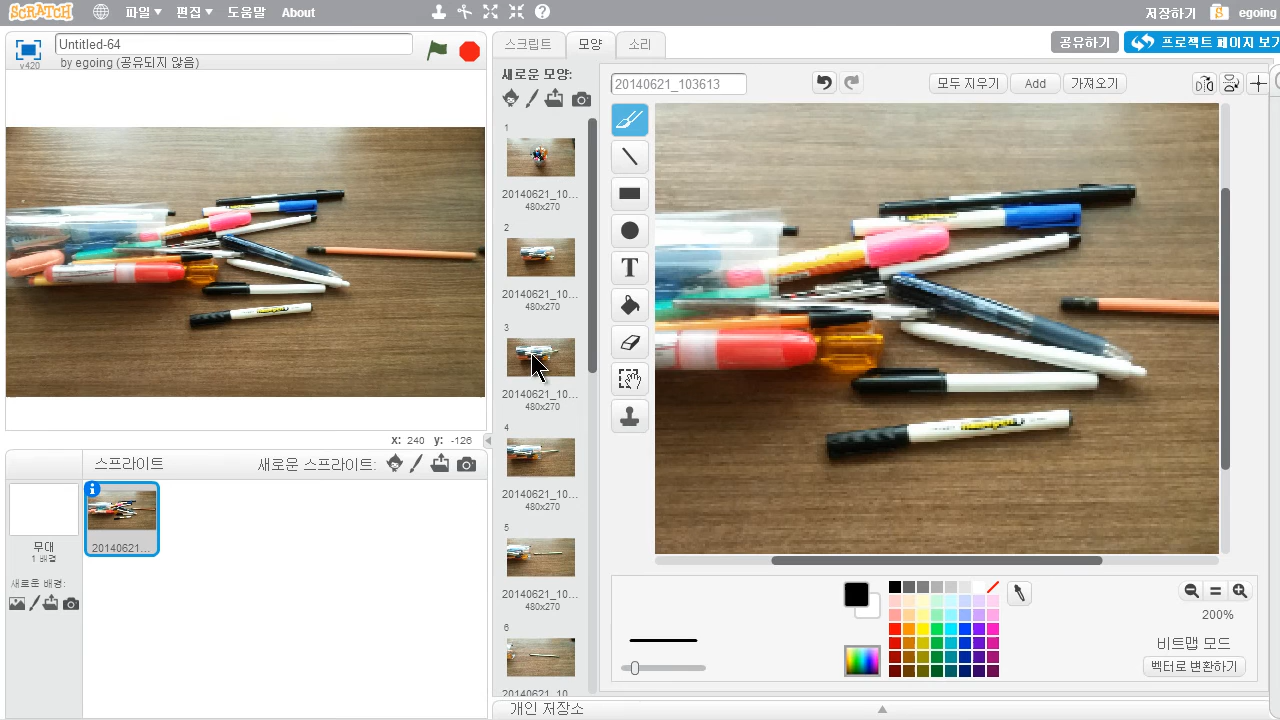 SCRATCH 파일▼ 편집▼ 도움말 About 저장하기 egoing
v420 Untitled-64
by egoing (공유되지 않음)
스크립트 모양 소리 공유하기 프로젝트 페이지 보기
새로운 모양:
20140621_103613 모두 지우기 Add 가져오기
1
20140621_10...
480x270
2
20140621_10...
480x270
3
20140621_10...
480x270
4
20140621_10...
480x270
5
20140621_10...
480x270
6
20140621_10...
T
x: 240 y: -126
스프라이트 새로운 스프라이트:
무대
1 배경
새로운 배경:
20140621...
200%
비트맵 모드
벡터로 변환하기
개인 저장소